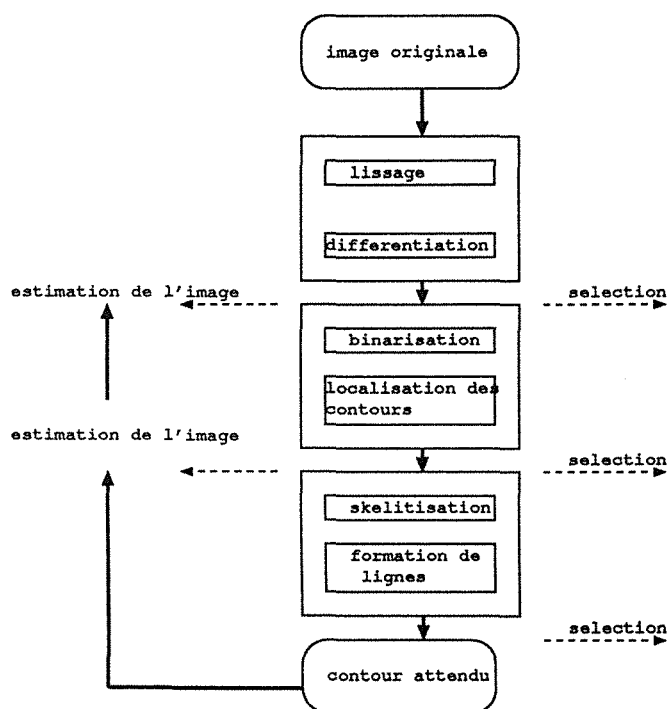 image originale
lissage
differentiation
estimation de l'image
selection
binarisation
localisation des
contours
estimation de l'image
selection
skelitisation
formation de
lignes
selection
contour attendu